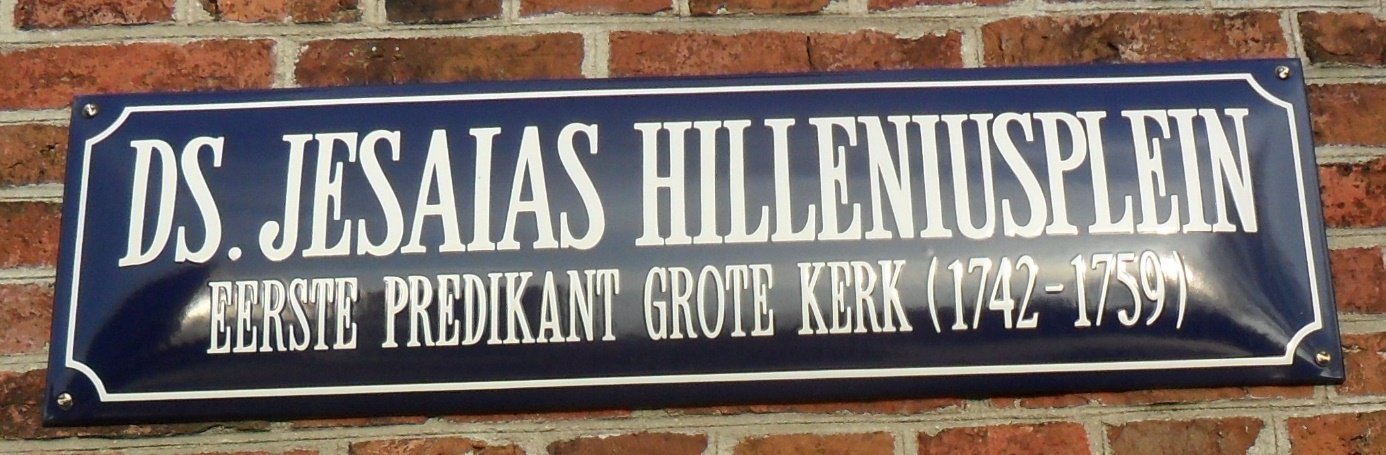 DS. JESAIAS HILLENIUSPLEIN
EERSTE PREDIKANT GROTE KERK (1742-1759)